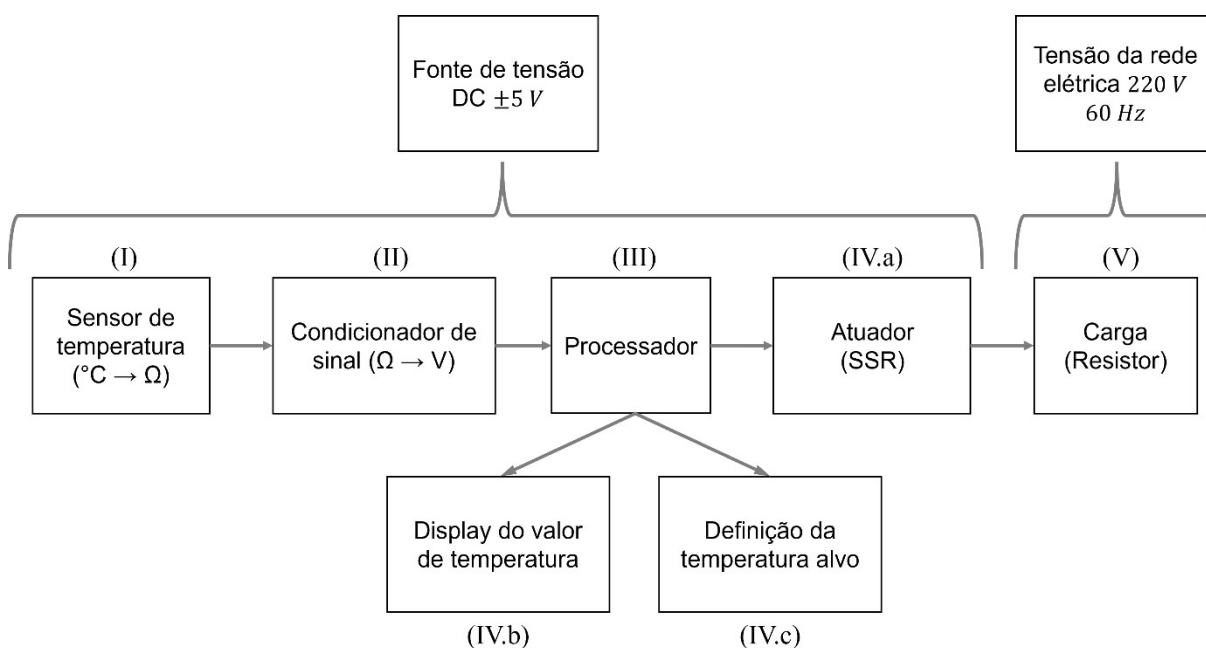 Fonte de tensão
DC ±5 V
Tensão da rede
elétrica 220 V
60 Hz
(I)
(II)
(III)
(IV.a)
(V)
Sensor de
temperatura
(°C → Ω)
Condicionador de
sinal (Ω → V)
Processador
Atuador
(SSR)
Carga
(Resistor)
Display do valor
de temperatura
Definição da
temperatura alvo
(IV.b)
(IV.c)